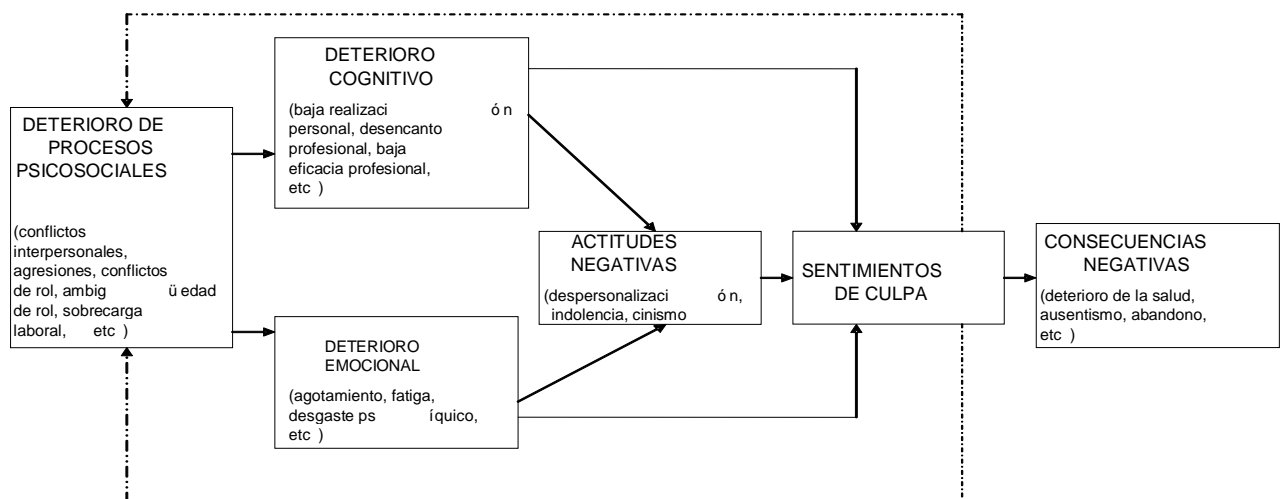 DETERIORO DE
PROCESOS
PSICOSOCIALES
(conflictos
interpersonales,
agresiones, conflictos
de rol, ambig ü edad
de rol, sobrecarga
laboral, etc )
DETERIORO
COGNITIVO
(baja realizaci ó n
personal, desencanto
profesional, baja
eficacia profesional,
etc )
DETERIORO
EMOCIONAL
(agotamiento, fatiga,
desgaste ps íquico,
etc )
ACTITUDES
NEGATIVAS
(despersonalizaci ón,
indolencia, cinismo
SENTIMIENTOS
DE CULPA
CONSECUENCIAS
NEGATIVAS
(deterioro de la salud,
ausentismo, abandono,
etc )